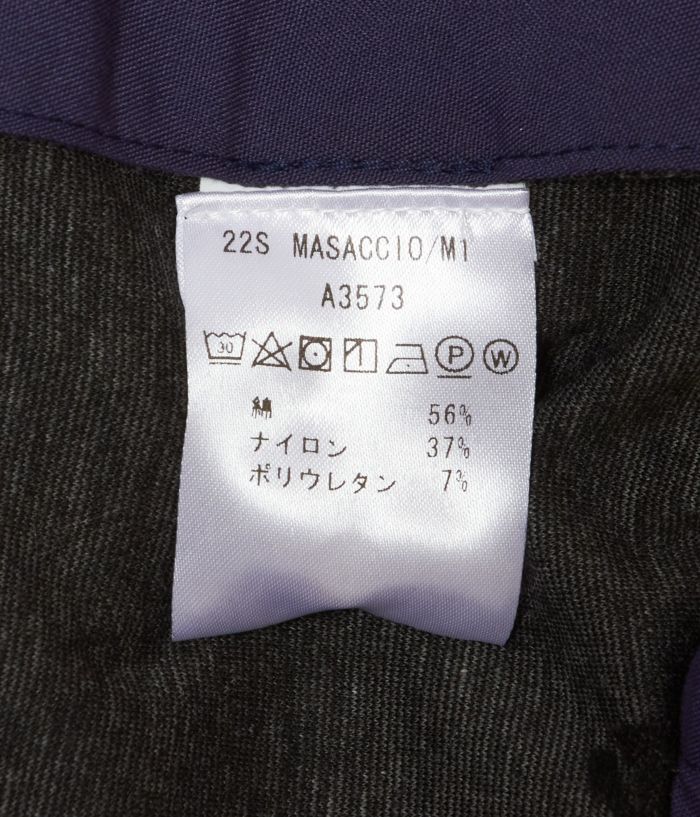 22S MASACCIO/M1
A3573
30 P W
綿 56%
ナイロン 37%
ポリウレタン 7%